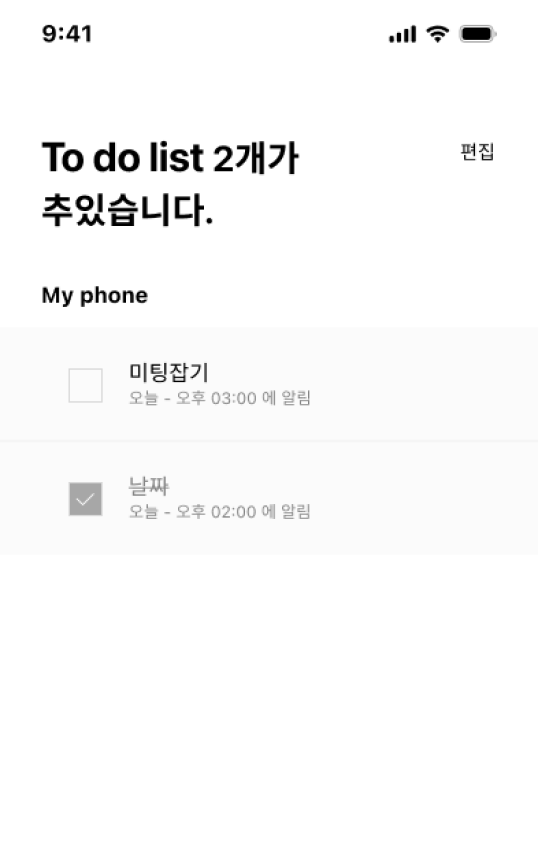 9:41
To do list 2개가
추있습니다.
편집
My phone
미팅잡기
오늘 - 오후 03:00 에 알림
날짜
오늘 - 오후 02:00 에 알림